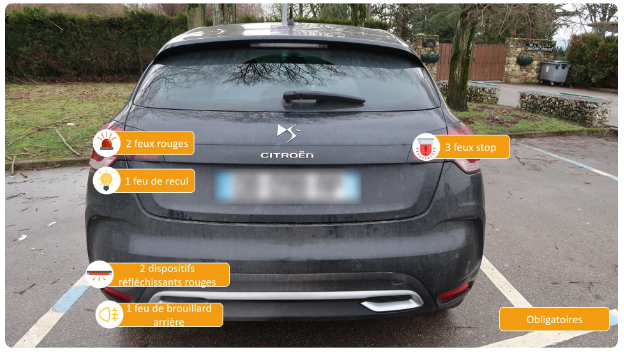 2 feux rouges
3 feux stop
CITROËN
1 feu de recul
2 dispositifs
réfléchissants rouges
1 feu de brouillard
arrière
Obligatoires